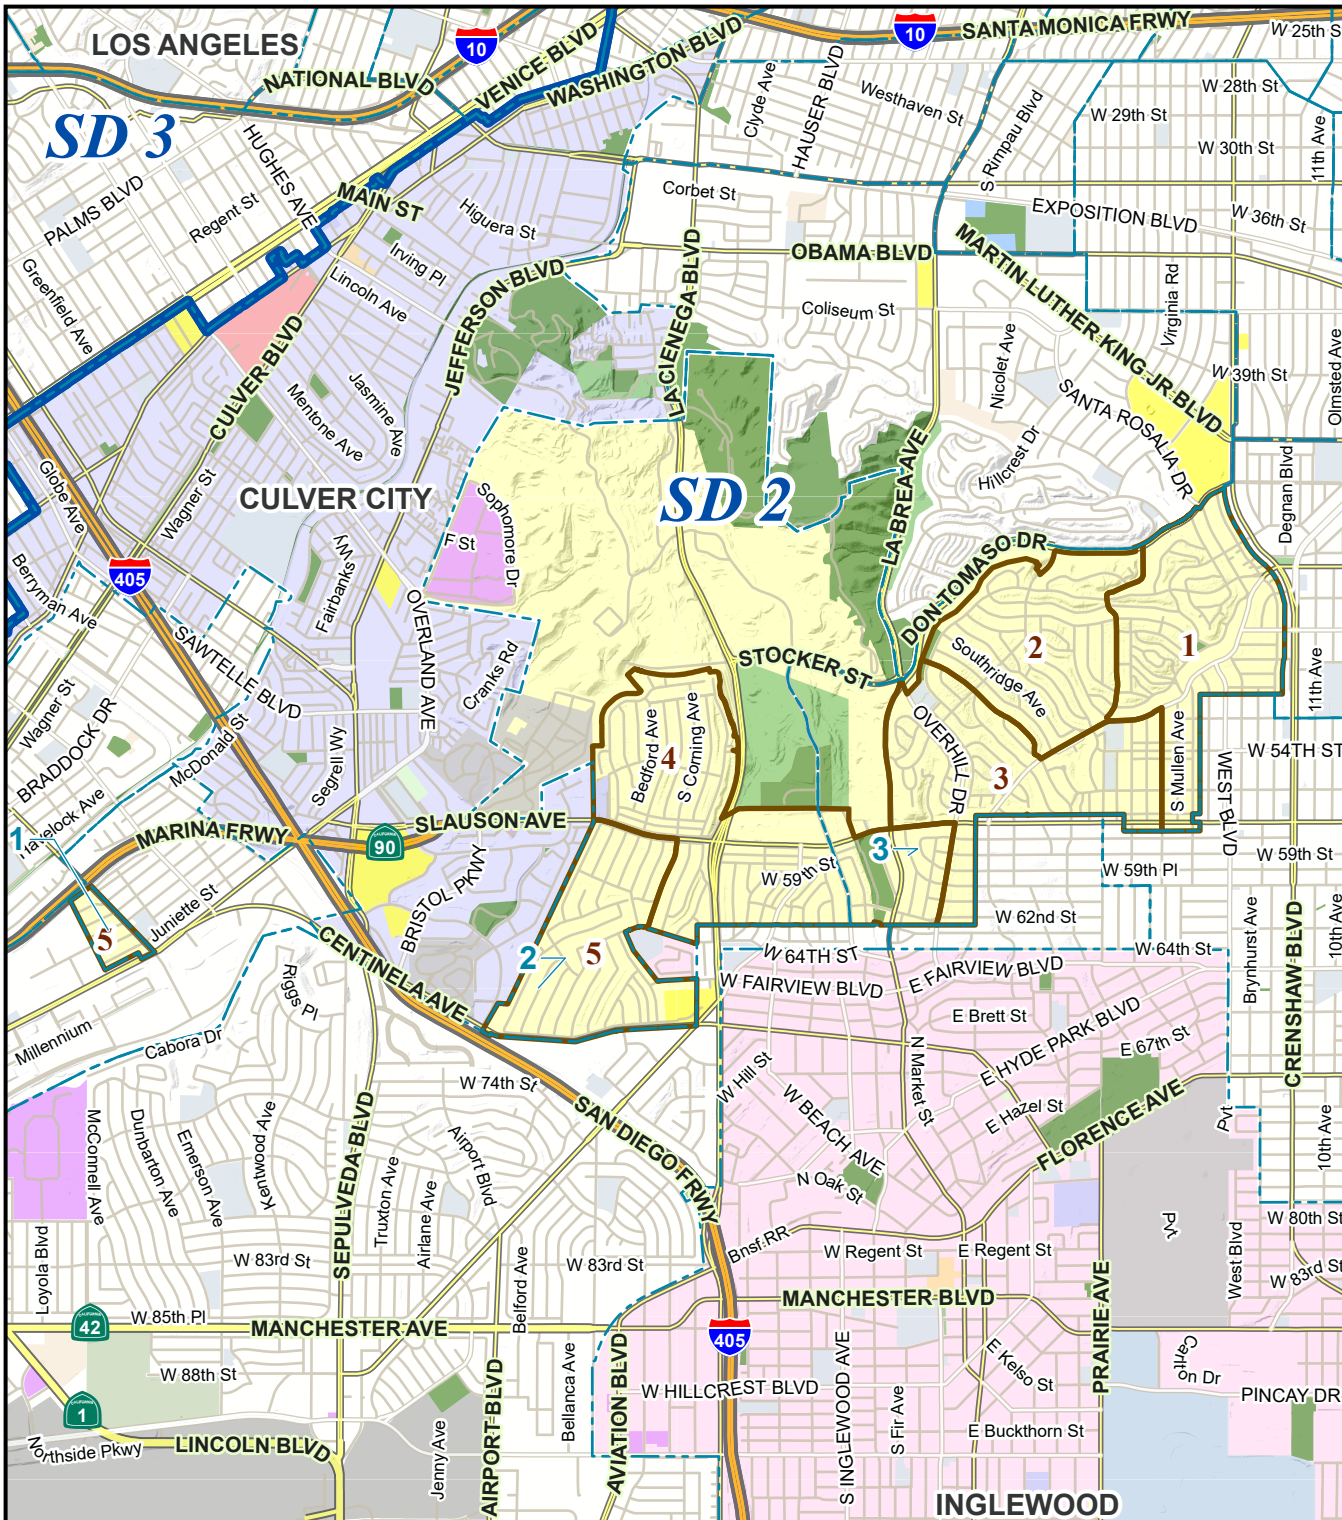 LOS ANGELES
10
VENICE BLVD
WASHINGTON BLVD
10
SANTA MONICA FRWY
W 25th S
NATIONAL BLVD
Clyde Ave
HAUSER BLVD
Westhaven St
S Rimpau Blvd
W 28th St
W 29th St
W 30th St
11th Ave
SD 3
HUGHES AVE
PALMS BLVD
Regent St
MAIN ST
Higuera St
Corbet St
EXPOSITION BLVD
W 36th St
Irving Pl
Lincoln Ave
Greenfield Ave
JEFFERSON BLVD
LA CIENEGA BLVD
OBAMA BLVD
MARTIN LUTHER KING JR BLVD
Virginia Rd
Coliseum St
Nicolet Ave
W 39th St
Olmsted Ave
CULVER BLVD
Mentone Ave
Jasmine Ave
SANTA ROSALIA DR
Hillcrest Dr
LA BREA AVE
Degnan Blvd
Globe Ave
Wagner St
CULVER CITY
SD 2
Sophomore Dr
F St
405
Fairbanks Wy
DON TOMASO DR
Berryman Ave
OVERLAND AVE
SAWTELLE BLVD
Cranks Rd
STOCKER ST
Southridge Ave
2
1
11th Ave
Wagner St
BRADDOCK DR
McDonald St
Segrell Wy
Bedford Ave
S Corning Ave
4
OVERHILL DR
3
S Mullen Ave
WEST BLVD
W 54TH ST
Havelock Ave
1
MARINA FRWY
90
SLAUSON AVE
3
W 59th St
W 59th Pl
W 59th St
BRISTOL PKWY
5
Juniette St
CENTINELA AVE
2
5
W 62nd St
W 64TH ST
W 64th St
W FAIRVIEW BLVD
E FAIRVIEW BLVD
Brynhurst Ave
10th Ave
CRENSHAW BLVD
Riggs Pl
Millennium
Cabora Dr
E Brett St
E HYDE PARK BLVD
E 67th St
W 74th St
SAN DIEGO FRWY
W Hill St
W BEACH AVE
N Market St
E Hazel St
FLORENCE AVE
Pvt
10th Ave
McConnell Ave
Dunbarton Ave
Emerson Ave
Kentwood Ave
SEPULVEDA BLVD
Truxton Ave
Airport Blvd
Airlane Ave
N Oak St
Loyola Blvd
W 83rd St
W 83rd St
Belford Ave
Bnsf RR
W Regent St
E Regent St
Pvt
West Blvd
W 80th St
W 83rd St
PRAIRIE AVE
42
W 85th Pl
MANCHESTER AVE
MANCHESTER BLVD
405
W 88th St
Bellanca Ave
AVIATION BLVD
W HILLCREST BLVD
S INGLEWOOD AVE
E Kelso St
Carlton Dr
PINCAY DR
1
Northside Pkwy
LINCOLN BLVD
Jenny Ave
AIRPORT BLVD
S Fir Ave
E Buckthorn St
INGLEWOOD